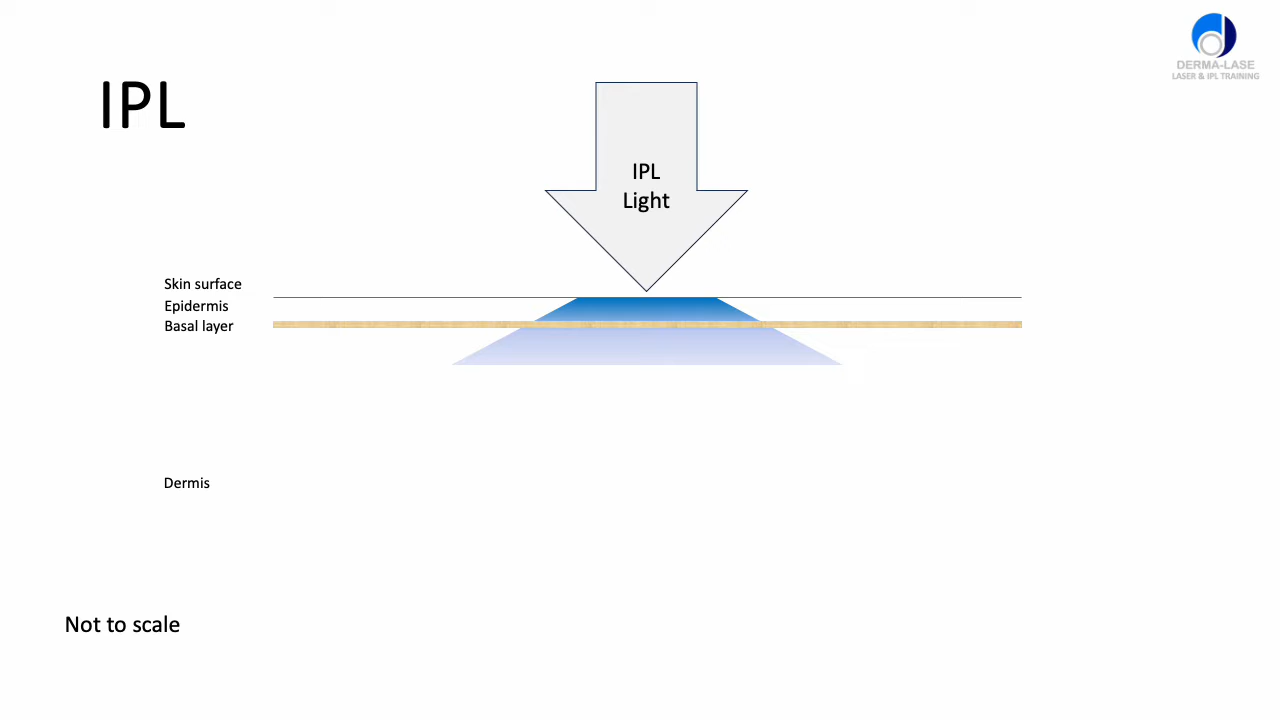 DERMA-LASE
LASER & IPL TRAINING
IPL
IPL
Light
Skin surface
Epidermis
Basal layer
Dermis
Not to scale